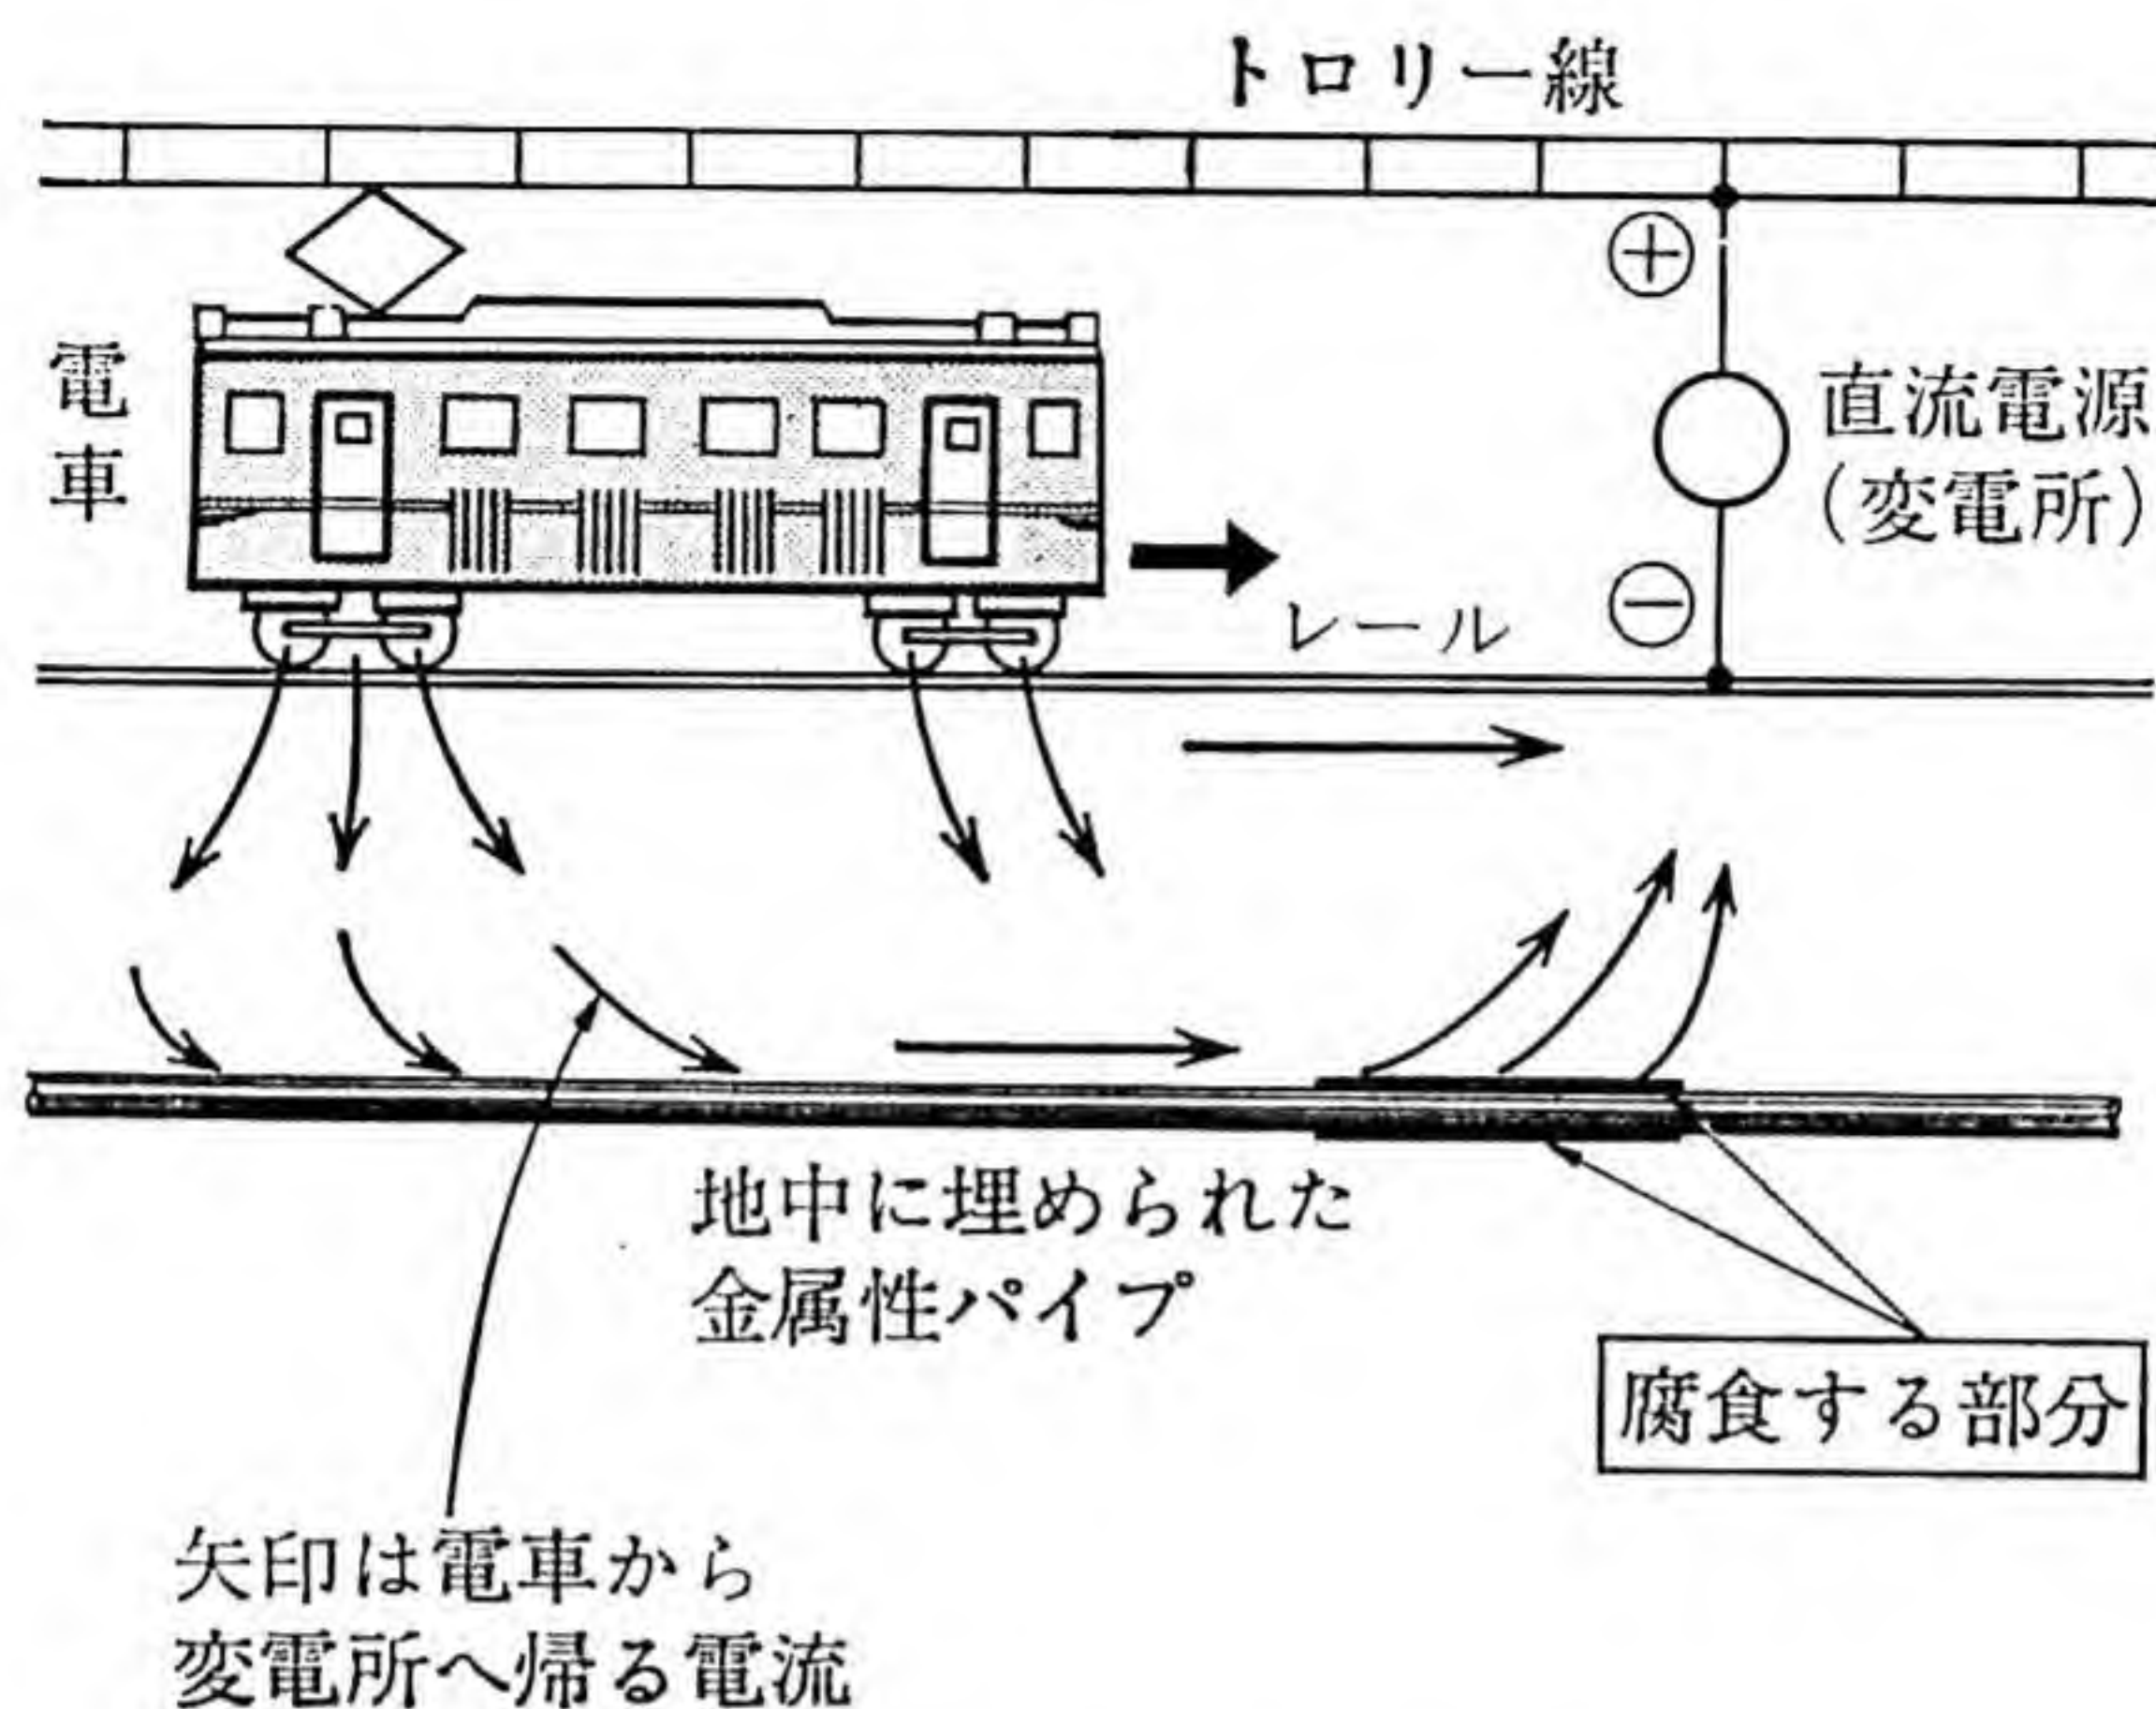 トロリー線
電車
⊕
直流電源
(変電所)
⊖
レール
地中に埋められた
金属性パイプ
腐食する部分
矢印は電車から
変電所へ帰る電流